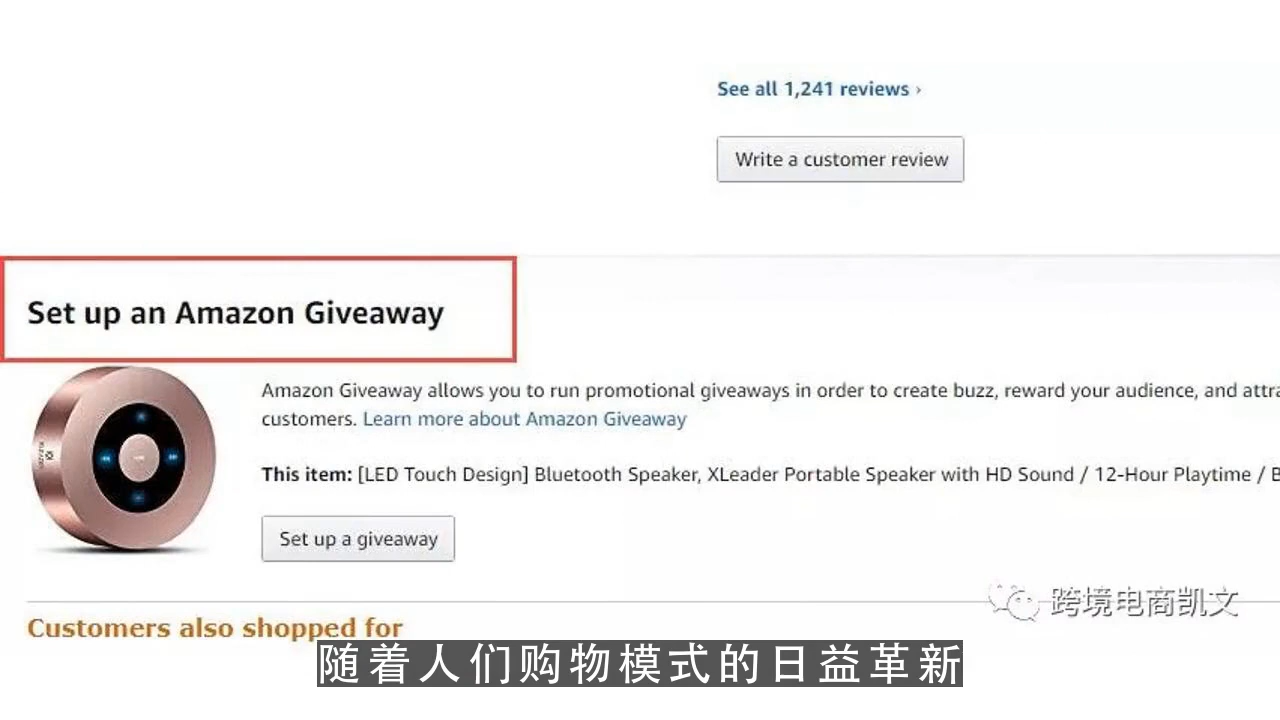 See all 1,241 reviews ›
Write a customer review
Set up an Amazon Giveaway
Amazon Giveaway allows you to run promotional giveaways in order to create buzz, reward your audience, and attra
customers. Learn more about Amazon Giveaway
This item: [LED Touch Design] Bluetooth Speaker, XLeader Portable Speaker with HD Sound / 12-Hour Playtime / B
Set up a giveaway
跨境电商凯文
Customers also shopped for
随着人们购物模式的日益革新